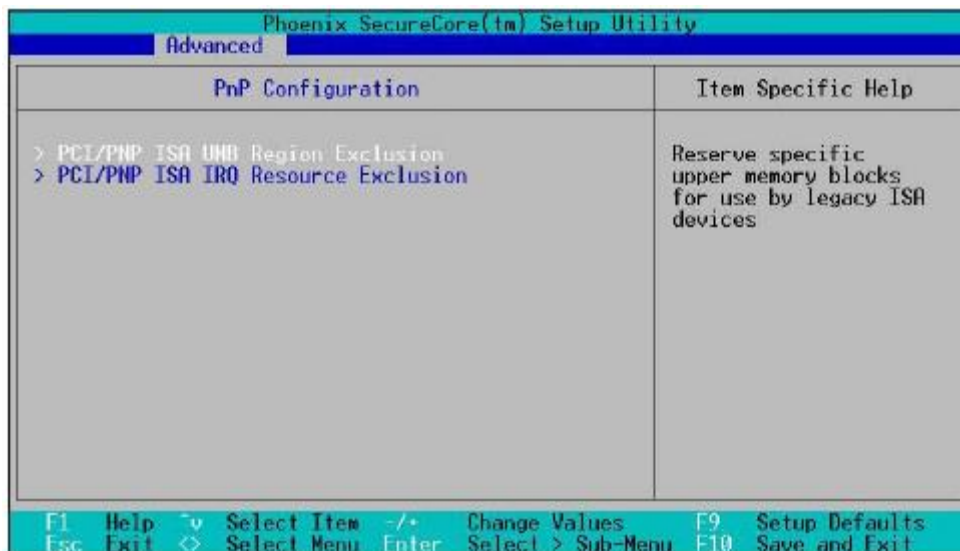 Phoenix SecureCore(tm) Setup Utility
Advanced
PnP Configuration
Item Specific Help
> PCI/PNP ISA UMB Region Exclusion
> PCI/PNP ISA IRQ Resource Exclusion
Reserve specific
upper memory blocks
for use by legacy ISA
devices
F1 Help ^v Select Item -/+ Change Values F9 Setup Defaults
Esc Exit <> Select Menu Enter Select > Sub-Menu F10 Save and Exit